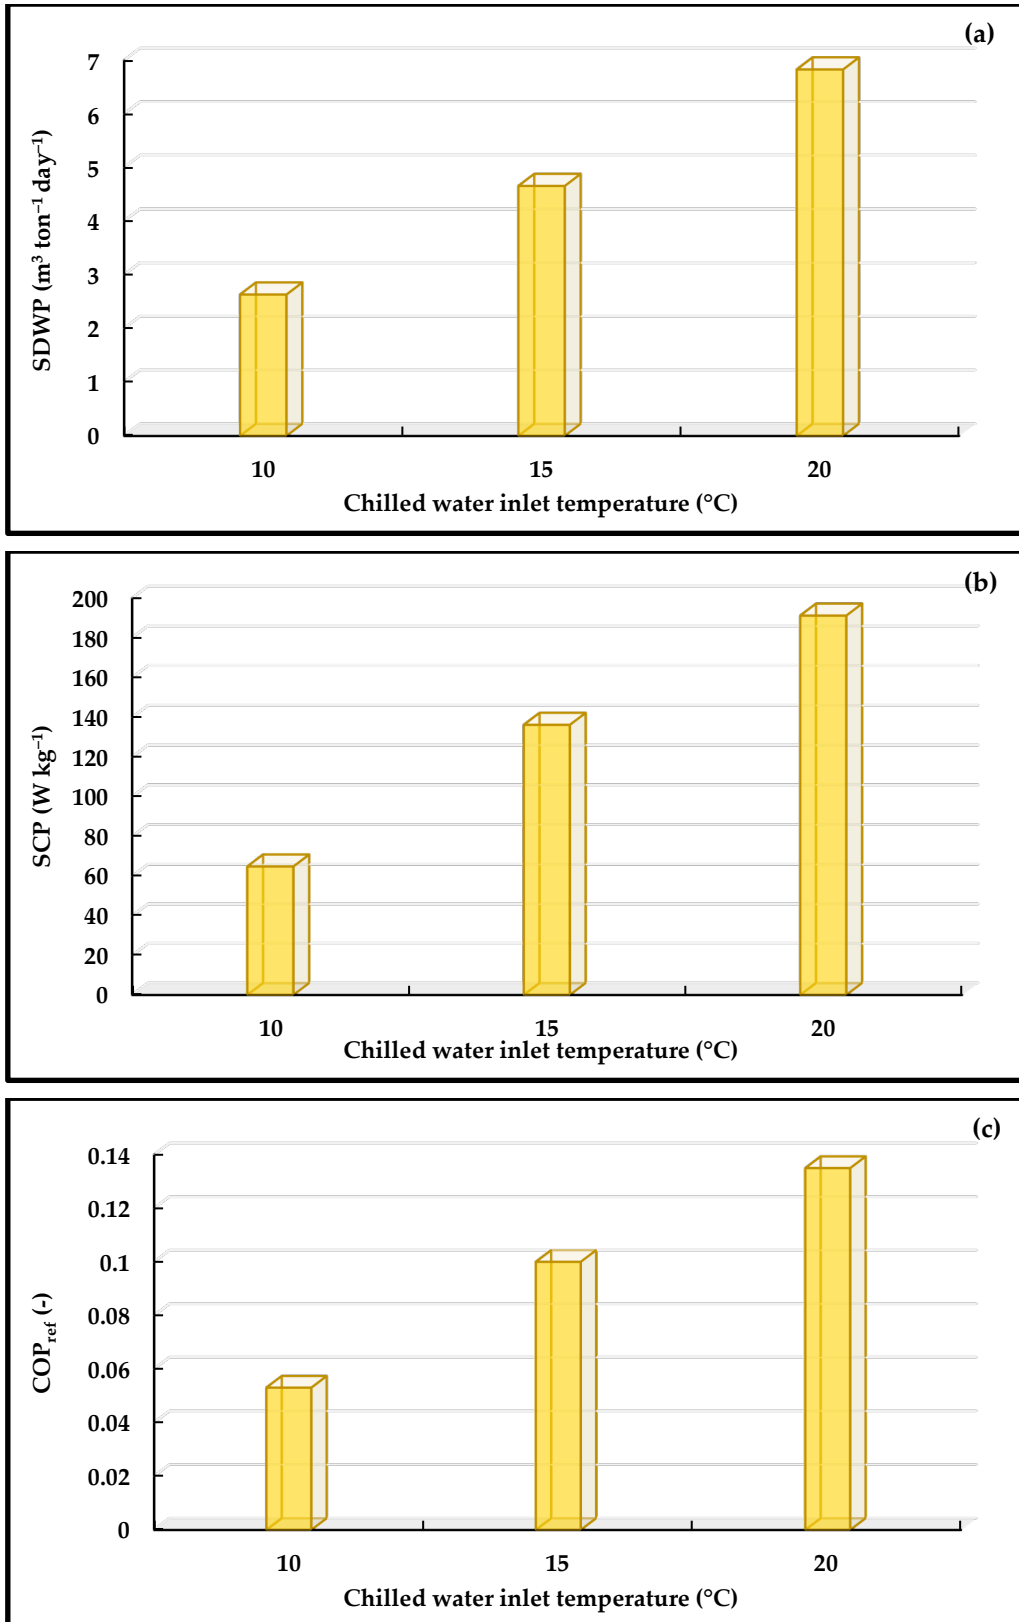 (a)
7
6
5
4
3
2
1
0
SDWP (m³ ton⁻¹ day⁻¹)
10 15 20
Chilled water inlet temperature (°C)
(b)
200
180
160
140
120
100
80
60
40
20
0
SCP (W kg⁻¹)
10 15 20
Chilled water inlet temperature (°C)
(c)
0.14
0.12
0.1
0.08
0.06
0.04
0.02
0
COP_ref (-)
10 15 20
Chilled water inlet temperature (°C)